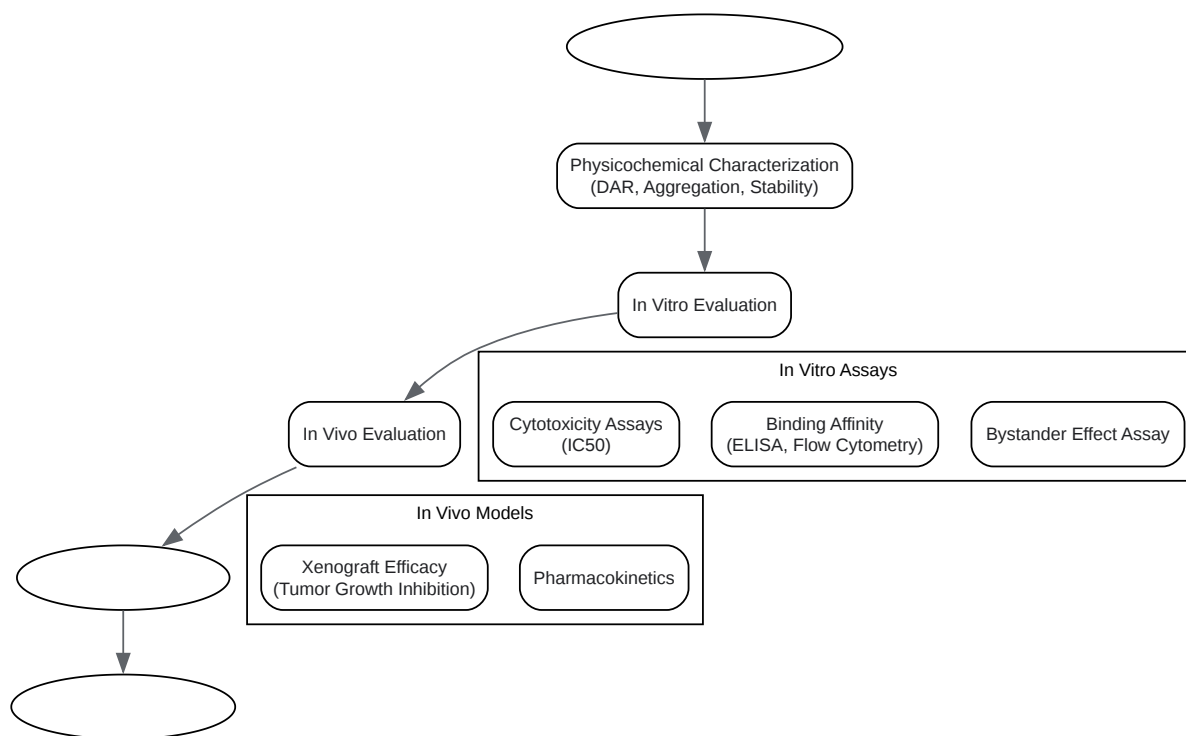 Physicochemical Characterization
(DAR, Aggregation, Stability)
In Vitro Evaluation
In Vitro Assays
Cytotoxicity Assays
(IC50)
Binding Affinity
(ELISA, Flow Cytometry)
Bystander Effect Assay
In Vivo Evaluation
In Vivo Models
Xenograft Efficacy
(Tumor Growth Inhibition)
Pharmacokinetics